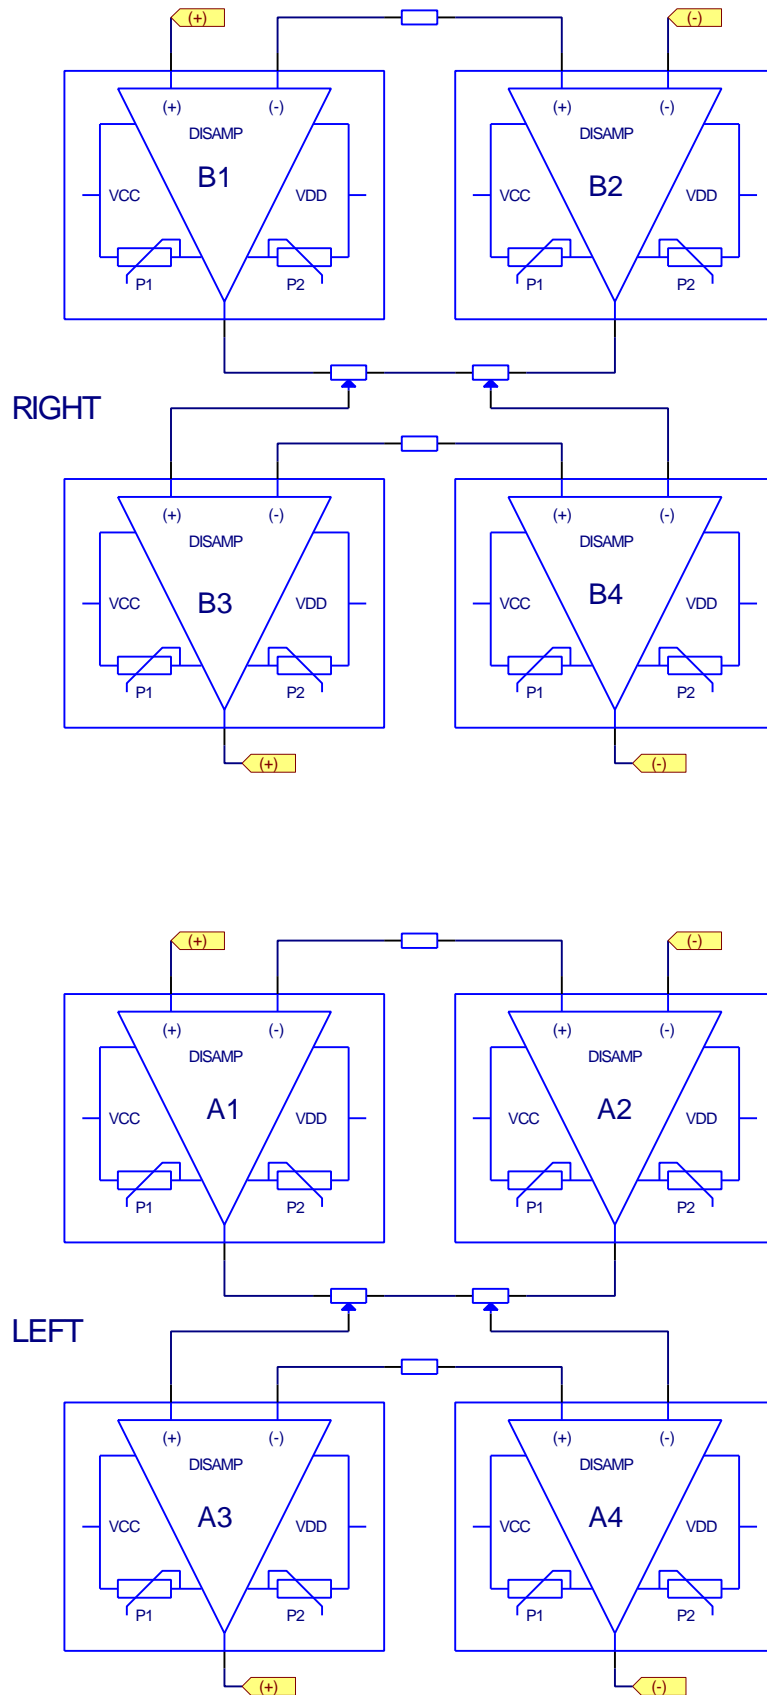 (+) (-)
(+) (-) (+) (-)
DISAMP DISAMP
B1 B2
VCC VDD VCC VDD
P1 P2 P1 P2
RIGHT
(+) (-) (+) (-)
DISAMP DISAMP
B3 B4
VCC VDD VCC VDD
P1 P2 P1 P2
(+) (-)
(+) (-)
(+) (-) (+) (-)
DISAMP DISAMP
A1 A2
VCC VDD VCC VDD
P1 P2 P1 P2
LEFT
(+) (-) (+) (-)
DISAMP DISAMP
A3 A4
VCC VDD VCC VDD
P1 P2 P1 P2
(+) (-)